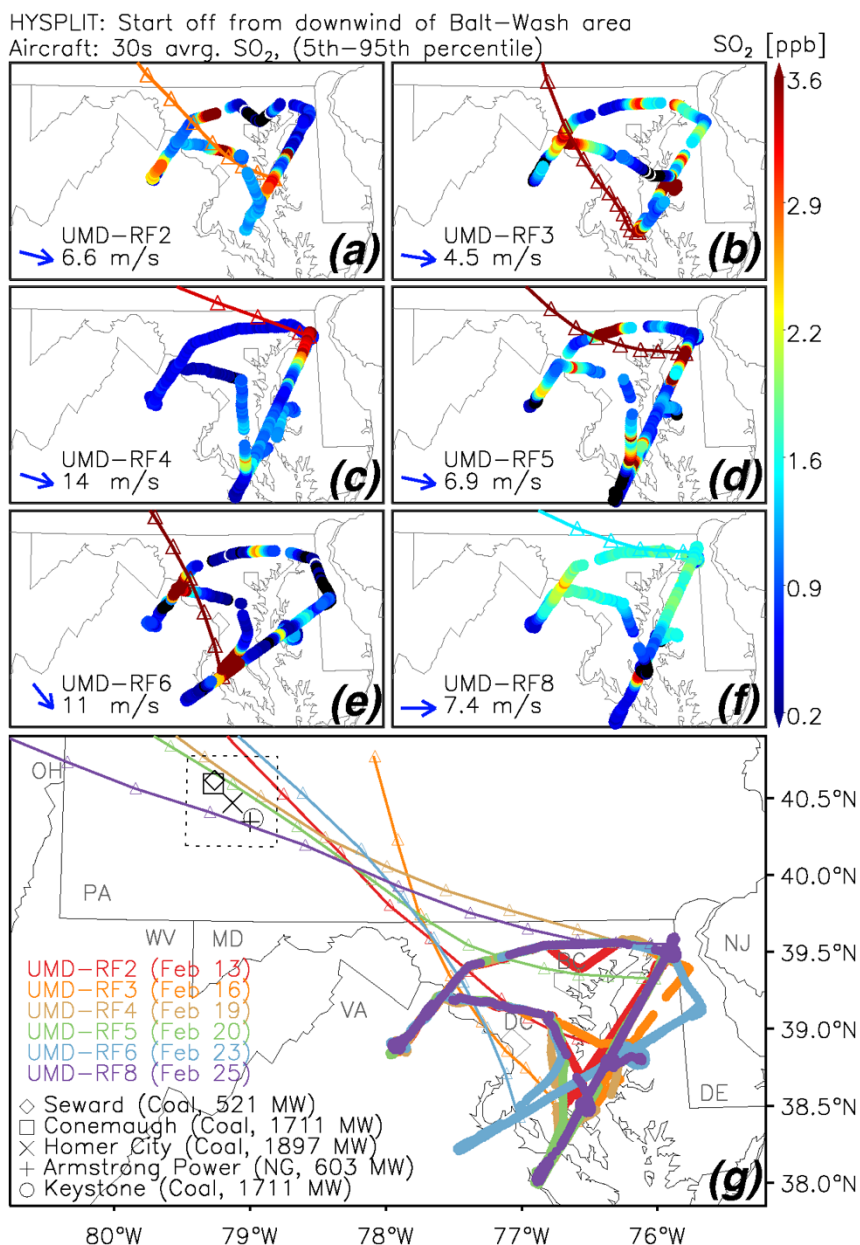 HYSPLIT: Start off from downwind of Balt-Wash area
Aircraft: 30s avrg. SO2, (5th-95th percentile)
SO2 [ppb]
UMD-RF2
6.6 m/s
(a)
UMD-RF3
4.5 m/s
(b)
3.6
2.9
2.2
1.6
0.9
0.2
UMD-RF4
14 m/s
(c)
UMD-RF5
6.9 m/s
(d)
UMD-RF6
11 m/s
(e)
UMD-RF8
7.4 m/s
(f)
OH
PA
WV
MD
VA
DC
NJ
DE
UMD-RF2 (Feb 13)
UMD-RF3 (Feb 16)
UMD-RF4 (Feb 19)
UMD-RF5 (Feb 20)
UMD-RF6 (Feb 23)
UMD-RF8 (Feb 25)
Seward (Coal, 521 MW)
Conemaugh (Coal, 1711 MW)
Homer City (Coal, 1897 MW)
Armstrong Power (NG, 603 MW)
Keystone (Coal, 1711 MW)
(g)
40.5°N
40.0°N
39.5°N
39.0°N
38.5°N
38.0°N
80°W
79°W
78°W
77°W
76°W